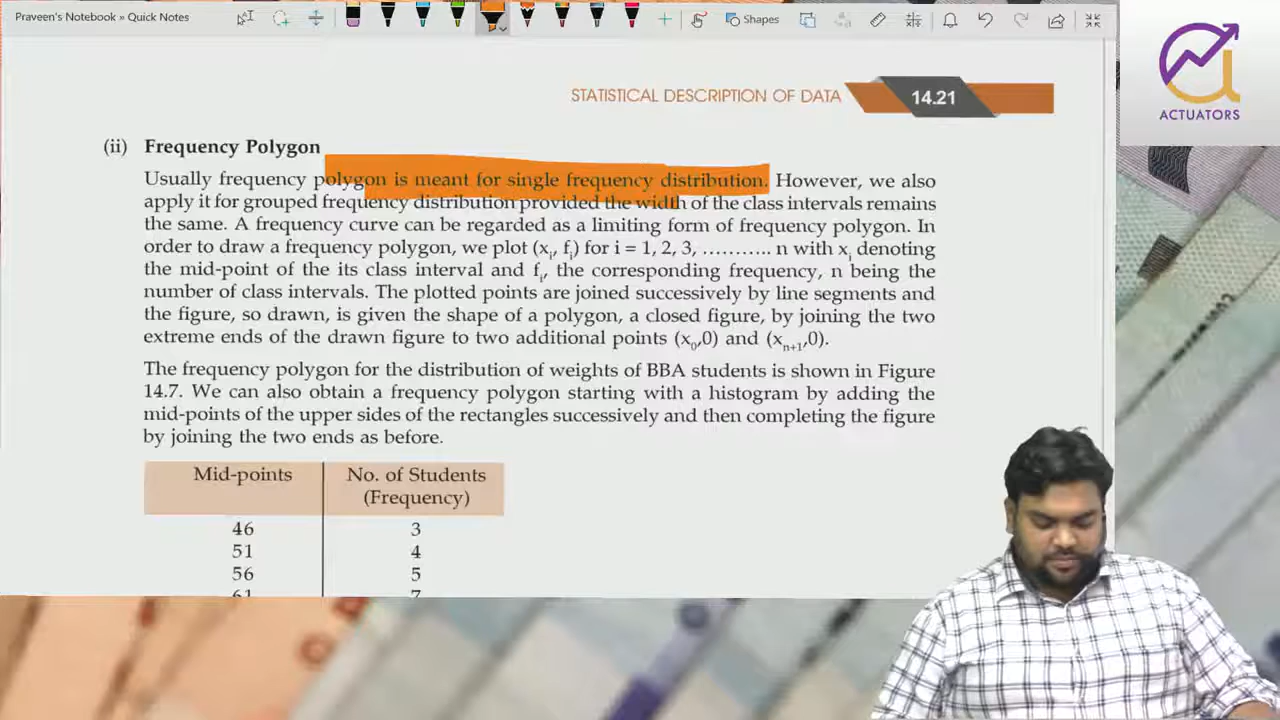 Praveen's Notebook » Quick Notes
Shapes
ACTUATORS
STATISTICAL DESCRIPTION OF DATA 14.21
(ii) Frequency Polygon
Usually frequency polygon is meant for single frequency distribution. However, we also
apply it for grouped frequency distribution provided the width of the class intervals remains
the same. A frequency curve can be regarded as a limiting form of frequency polygon. In
order to draw a frequency polygon, we plot (xi, fi) for i = 1, 2, 3, ……….. n with xi denoting
the mid-point of the its class interval and fi, the corresponding frequency, n being the
number of class intervals. The plotted points are joined successively by line segments and
the figure, so drawn, is given the shape of a polygon, a closed figure, by joining the two
extreme ends of the drawn figure to two additional points (x0,0) and (xn+1,0).
The frequency polygon for the distribution of weights of BBA students is shown in Figure
14.7. We can also obtain a frequency polygon starting with a histogram by adding the
mid-points of the upper sides of the rectangles successively and then completing the figure
by joining the two ends as before.
Mid-points No. of Students
(Frequency)
46 3
51 4
56 5
61 7